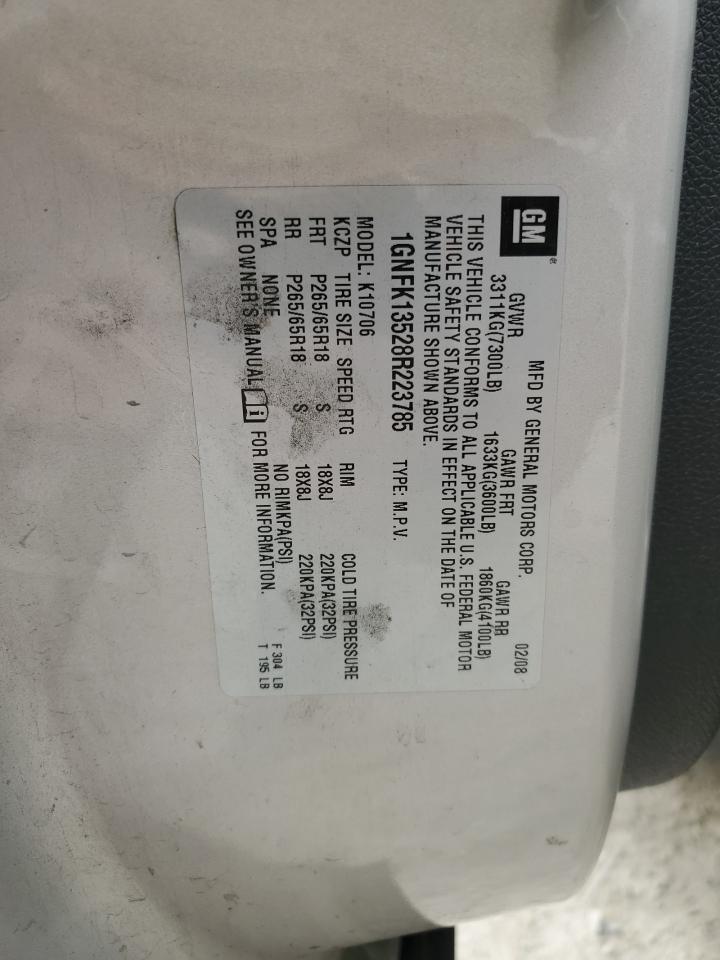 GM®
MFD BY GENERAL MOTORS CORP. 02/08
GVWR GAWR FRT GAWR RR
3311KG(7300LB) 1633KG(3600LB) 1860KG(4100LB)
THIS VEHICLE CONFORMS TO ALL APPLICABLE U.S. FEDERAL MOTOR
VEHICLE SAFETY STANDARDS IN EFFECT ON THE DATE OF
MANUFACTURE SHOWN ABOVE.
1GNFK13528R223785 TYPE: M.P.V.
MODEL: K10706
KCZP TIRE SIZE SPEED RTG RIM COLD TIRE PRESSURE
FRT P265/65R18 S 18X8J 220KPA(32PSI)
RR P265/65R18 S 18X8J 220KPA(32PSI)
SPA NONE NO RIMKPA(PSI)
SEE OWNER'S MANUAL i FOR MORE INFORMATION.
F 304 LB
T 195 LB